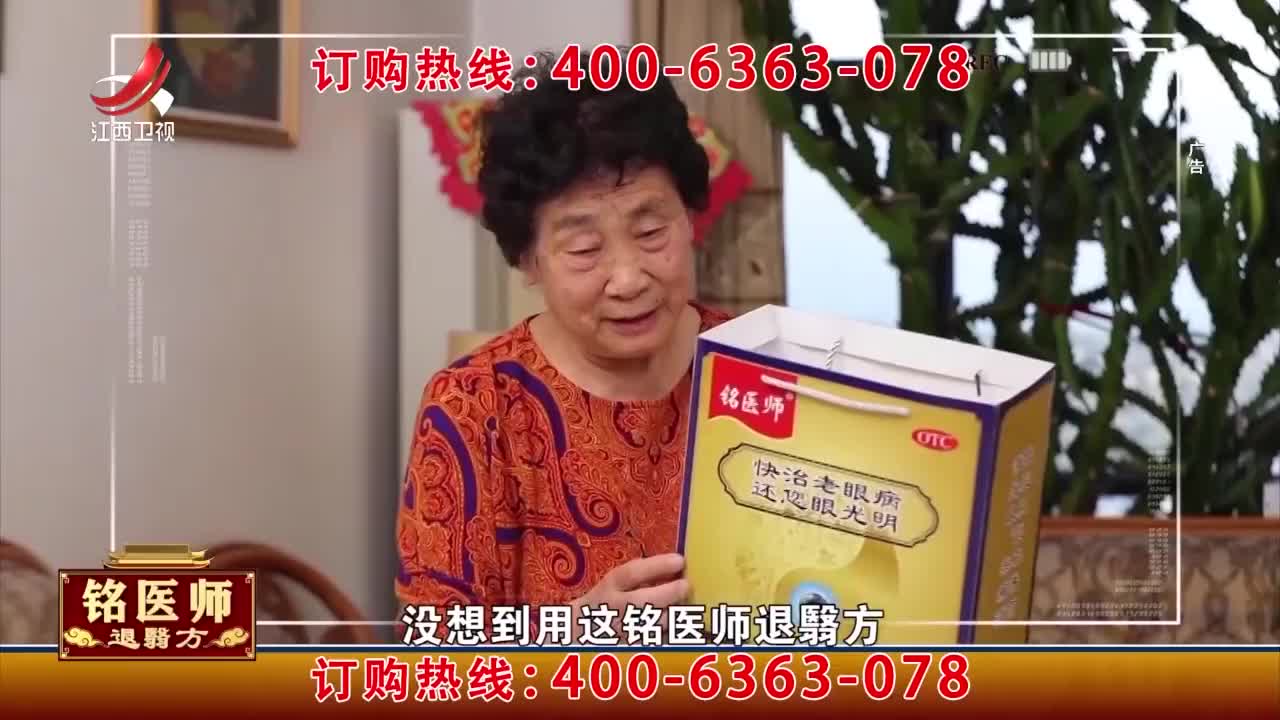 订购热线:400-6363-078
江西卫视
广告
铭医师®
OTC
快治老眼病
还您眼光明
铭医师
退翳方
没想到用这铭医师退翳方
订购热线:400-6363-078